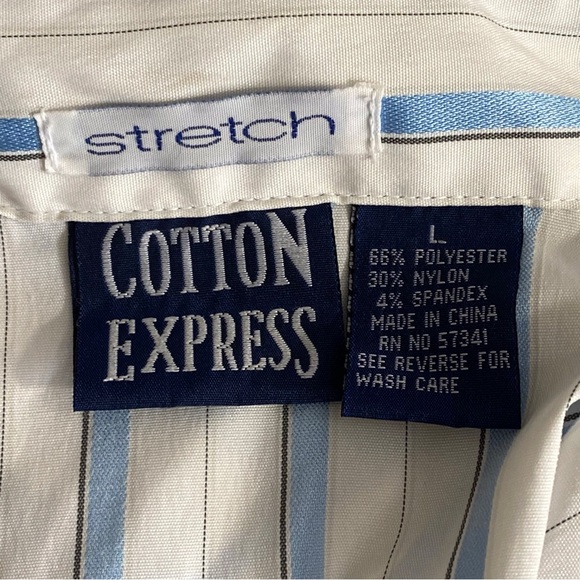 stretch
COTTON
EXPRESS
L
66% POLYESTER
30% NYLON
4% SPANDEX
MADE IN CHINA
RN NO 57341
SEE REVERSE FOR
WASH CARE